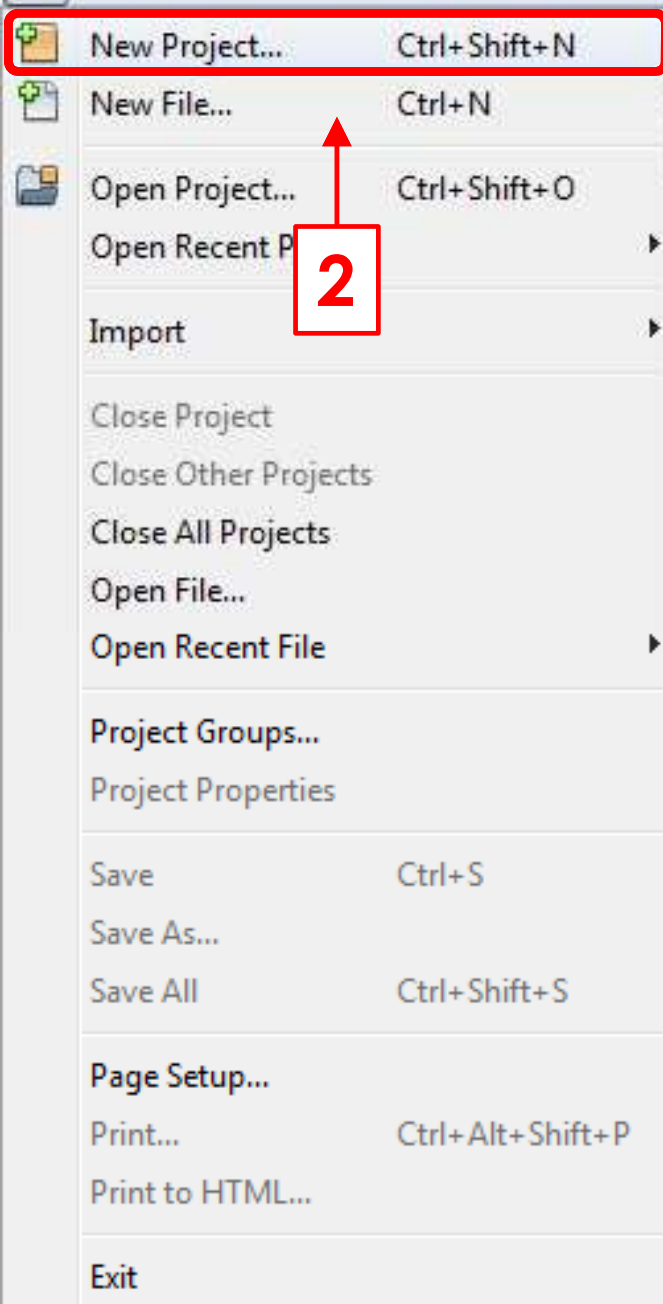 New Project... Ctrl+Shift+N
New File... Ctrl+N
Open Project... Ctrl+Shift+O
Open Recent P
2
Import
Close Project
Close Other Projects
Close All Projects
Open File...
Open Recent File
Project Groups...
Project Properties
Save Ctrl+S
Save As...
Save All Ctrl+Shift+S
Page Setup...
Print... Ctrl+Alt+Shift+P
Print to HTML...
Exit